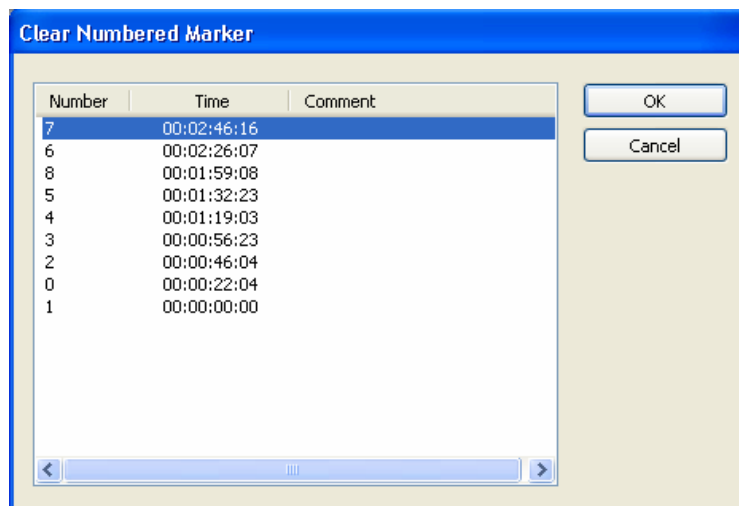 Clear Numbered Marker
Number Time Comment
7 00:02:46:16
6 00:02:26:07
8 00:01:59:08
5 00:01:32:23
4 00:01:19:03
3 00:00:56:23
2 00:00:46:04
0 00:00:22:04
1 00:00:00:00
OK
Cancel